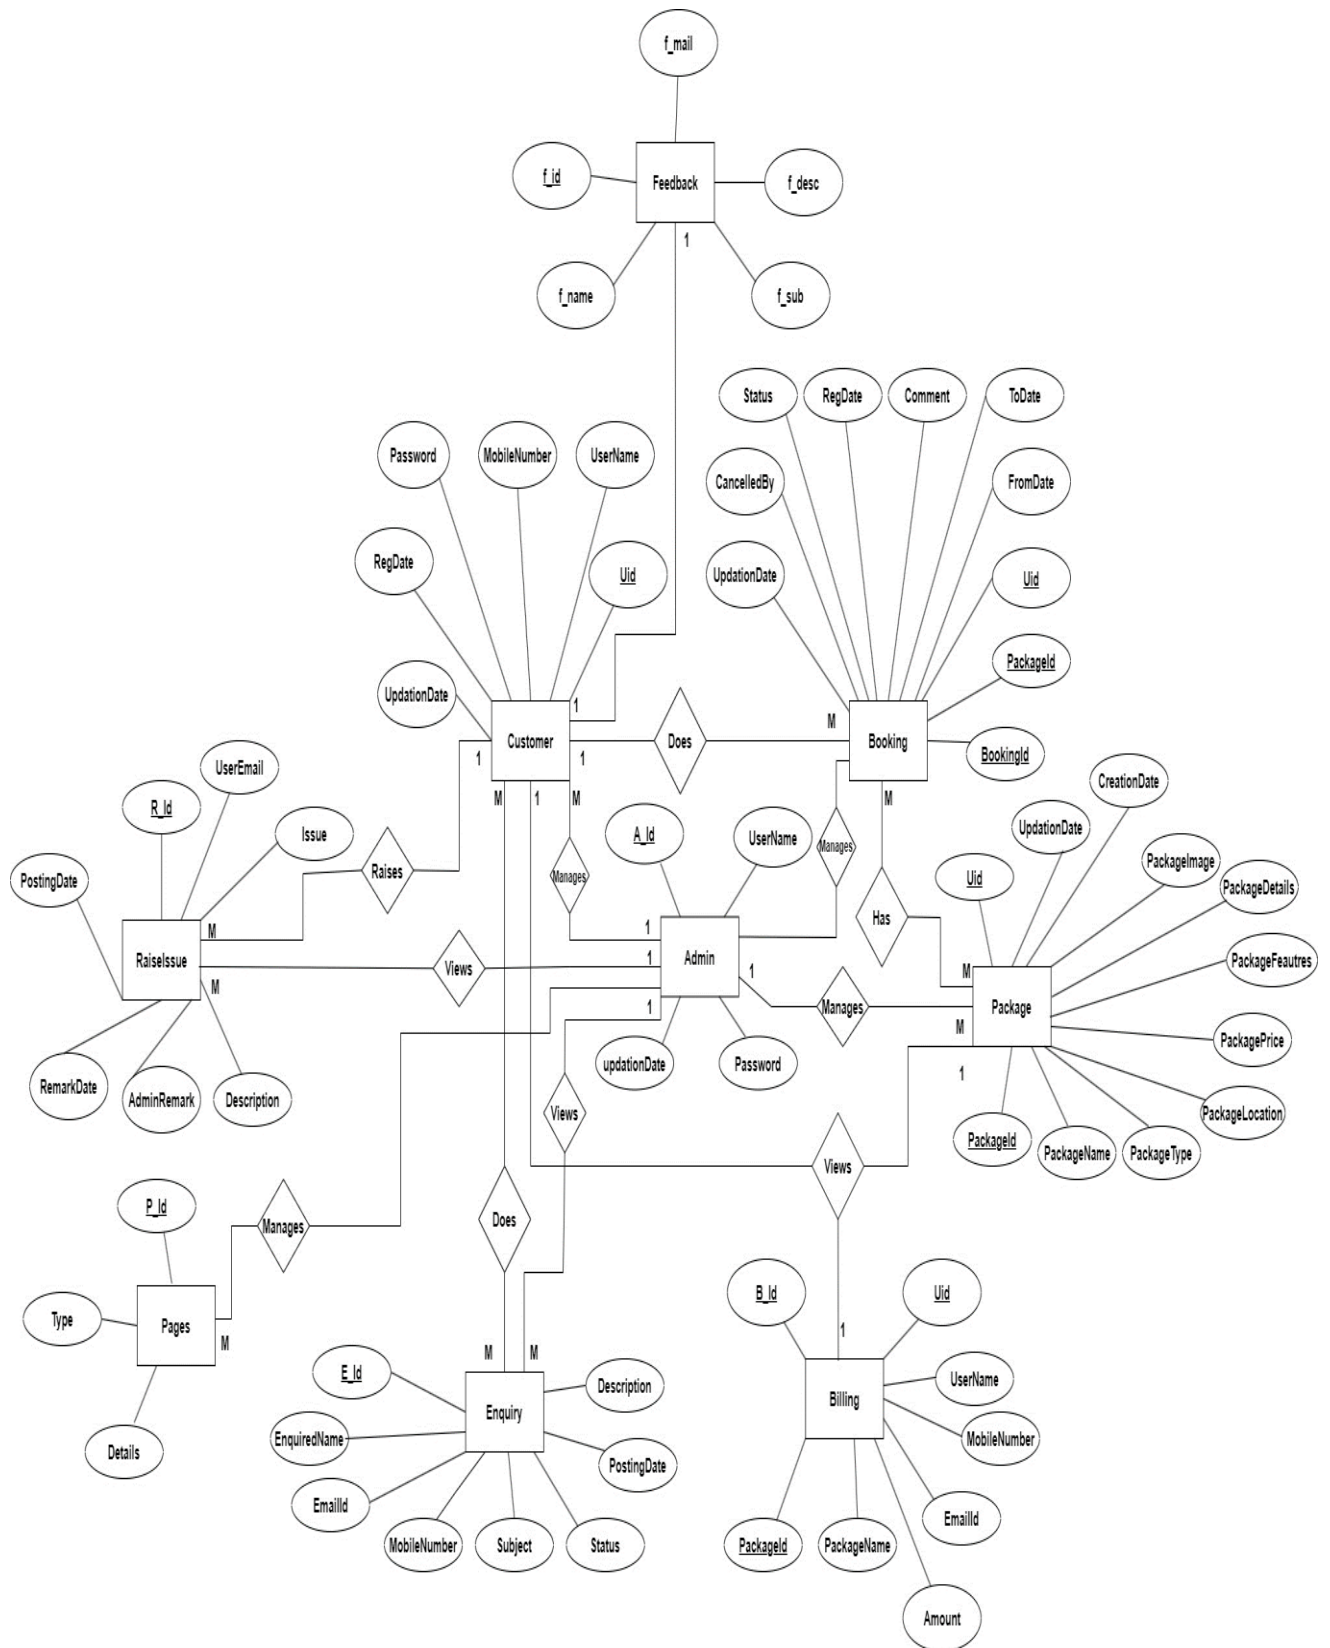 f_mail
f_id
Feedback
f_desc
1
f_name
f_sub
Status
RegDate
Comment
ToDate
Password
MobileNumber
UserName
CancelledBy
FromDate
RegDate
Uid
UpdationDate
Uid
PackageId
UpdationDate
1
M
Customer
Does
Booking
1
1
BookingId
UserEmail
CreationDate
M
1
M
M
R_Id
Issue
A_Id
UserName
UpdationDate
Manages
PackageImage
Raises
Manages
Uid
PostingDate
PackageDetails
Has
M
1
RaiseIssue
Views
1
Admin
1
M
PackageFeautres
M
1
Manages
Package
M
PackagePrice
updationDate
Password
1
RemarkDate
AdminRemark
Description
Views
PackageLocation
PackageId
PackageName
PackageType
Views
P_Id
Manages
Does
B_Id
Uid
Type
Pages
M
1
M
M
E_Id
Description
UserName
Enquiry
Billing
EnquiredName
MobileNumber
Details
PostingDate
EmailId
EmailId
MobileNumber
Subject
Status
PackageId
PackageName
Amount